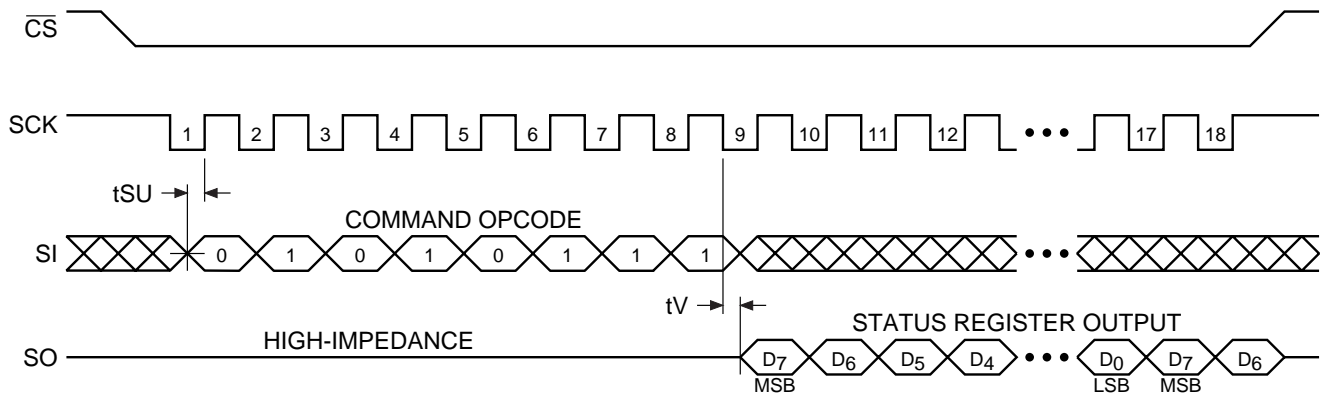 CS
SCK
1 2 3 4 5 6 7 8 9 10 11 12 17 18
tSU
COMMAND OPCODE
SI
0 1 0 1 0 1 1 1
tV
HIGH-IMPEDANCE
STATUS REGISTER OUTPUT
SO
D7 D6 D5 D4 D0 D7 D6
MSB LSB MSB